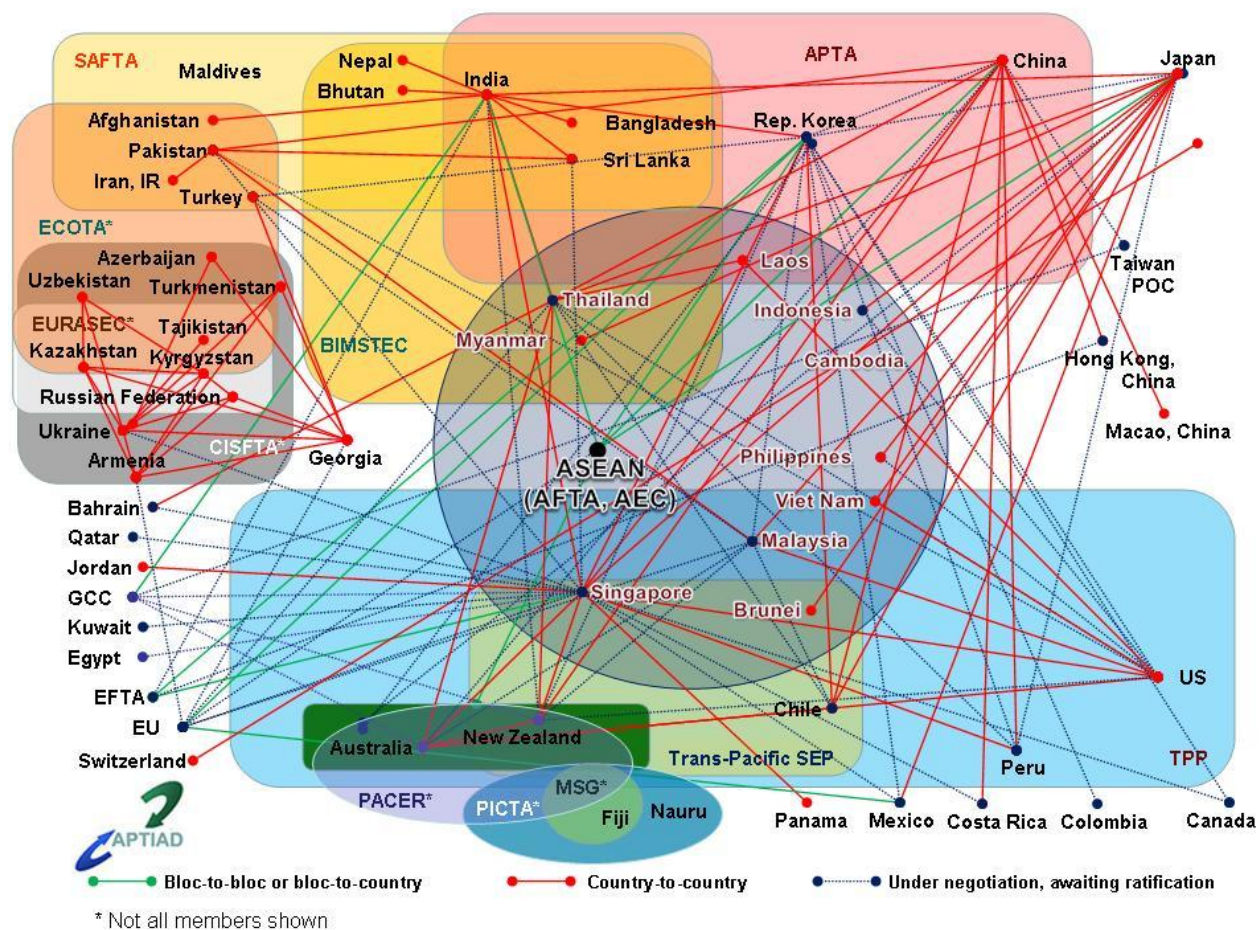 SAFTA
Maldives
Nepal
Bhutan
India
APTA
China
Japan
Afghanistan
Pakistan
Iran, IR
Turkey
Bangladesh
Sri Lanka
Rep. Korea
ECOTA*
Azerbaijan
Uzbekistan
Turkmenistan
EURASEC*
Tajikistan
Kazakhstan
Kyrgyzstan
Russian Federation
Ukraine
CISFTA*
Armenia
Georgia
BIMSTEC
Laos
Thailand
Indonesia
Myanmar
Cambodia
Taiwan
POC
Hong Kong,
China
Macao, China
ASEAN
(AFTA, AEC)
Philippines
Viet Nam
Malaysia
Singapore
Brunei
Bahrain
Qatar
Jordan
GCC
Kuwait
Egypt
EFTA
EU
Switzerland
US
Chile
Australia
New Zealand
Trans-Pacific SEP
Peru
TPP
PACER*
PICTA*
MSG*
Fiji
Nauru
Panama
Mexico
Costa Rica
Colombia
Canada
APTIAD
Bloc-to-bloc or bloc-to-country
Country-to-country
Under negotiation, awaiting ratification
* Not all members shown